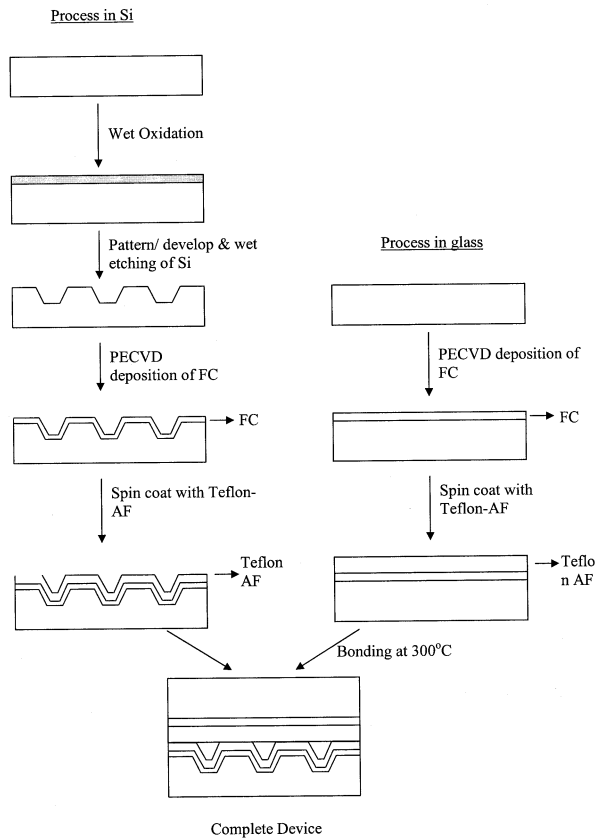 Process in Si
Wet Oxidation
Pattern/ develop & wet
etching of Si
PECVD
deposition of FC
FC
Spin coat with Teflon-
AF
Teflon
AF
Process in glass
PECVD deposition of
FC
FC
Spin coat with
Teflon-AF
Teflo
n AF
Bonding at 300°C
Complete Device